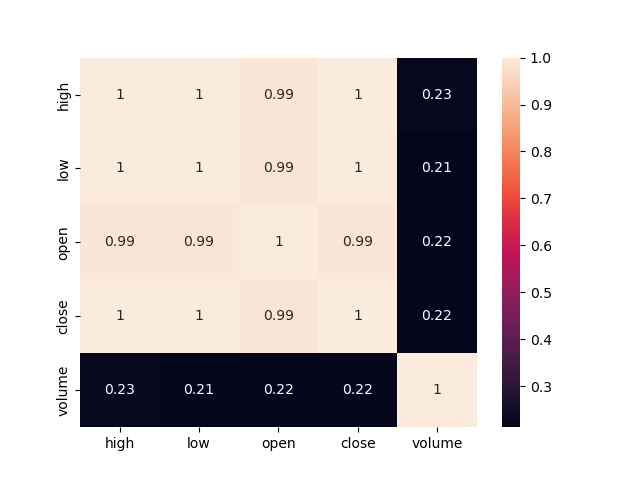 high 1 1 0.99 1 0.23
low 1 1 0.99 1 0.21
open 0.99 0.99 1 0.99 0.22
close 1 1 0.99 1 0.22
volume 0.23 0.21 0.22 0.22 1
high low open close volume
1.0
0.9
0.8
0.7
0.6
0.5
0.4
0.3